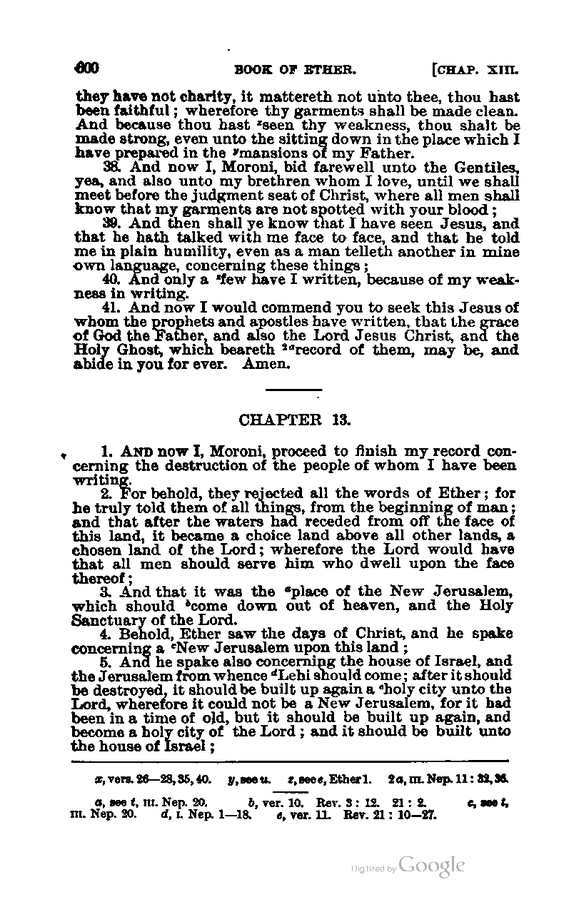 600 BOOK OF ETHER. [CHAP. XIII.
they have not charity, it mattereth not unto thee, thou hast
been faithful; wherefore thy garments shall be made clean.
And because thou hast ˣseen thy weakness, thou shalt be
made strong, even unto the sitting down in the place which I
have prepared in the ʸmansions of my Father.
38. And now I, Moroni, bid farewell unto the Gentiles,
yea, and also unto my brethren whom I love, until we shall
meet before the judgment seat of Christ, where all men shall
know that my garments are not spotted with your blood;
39. And then shall ye know that I have seen Jesus, and
that he hath talked with me face to face, and that he told
me in plain humility, even as a man telleth another in mine
own language, concerning these things;
40. And only a ᶻfew have I written, because of my weak-
ness in writing.
41. And now I would commend you to seek this Jesus of
whom the prophets and apostles have written, that the grace
of God the Father, and also the Lord Jesus Christ, and the
Holy Ghost, which beareth ²ᵃrecord of them, may be, and
abide in you for ever. Amen.
CHAPTER 13.
1. AND now I, Moroni, proceed to finish my record con-
cerning the destruction of the people of whom I have been
writing.
2. For behold, they rejected all the words of Ether; for
he truly told them of all things, from the beginning of man;
and that after the waters had receded from off the face of
this land, it became a choice land above all other lands, a
chosen land of the Lord; wherefore the Lord would have
that all men should serve him who dwell upon the face
thereof;
3. And that it was the ᵃplace of the New Jerusalem,
which should ᵇcome down out of heaven, and the Holy
Sanctuary of the Lord.
4. Behold, Ether saw the days of Christ, and he spake
concerning a ᶜNew Jerusalem upon this land;
5. And he spake also concerning the house of Israel, and
the Jerusalem from whence ᵈLehi should come; after it should
be destroyed, it should be built up again a ᵉholy city unto the
Lord, wherefore it could not be a New Jerusalem, for it had
been in a time of old, but it should be built up again, and
become a holy city of the Lord; and it should be built unto
the house of Israel;
x, vers. 26—28, 35, 40. y, see u. z, see e, Ether 1. 2a, III. Nep. 11: 32, 36.
a, see t, III. Nep. 20. b, ver. 10. Rev. 3: 12. 21: 2. c, see t,
III. Nep. 20. d, I. Nep. 1—18. e, ver. 11. Rev. 21: 10—27.
Digitized by Google